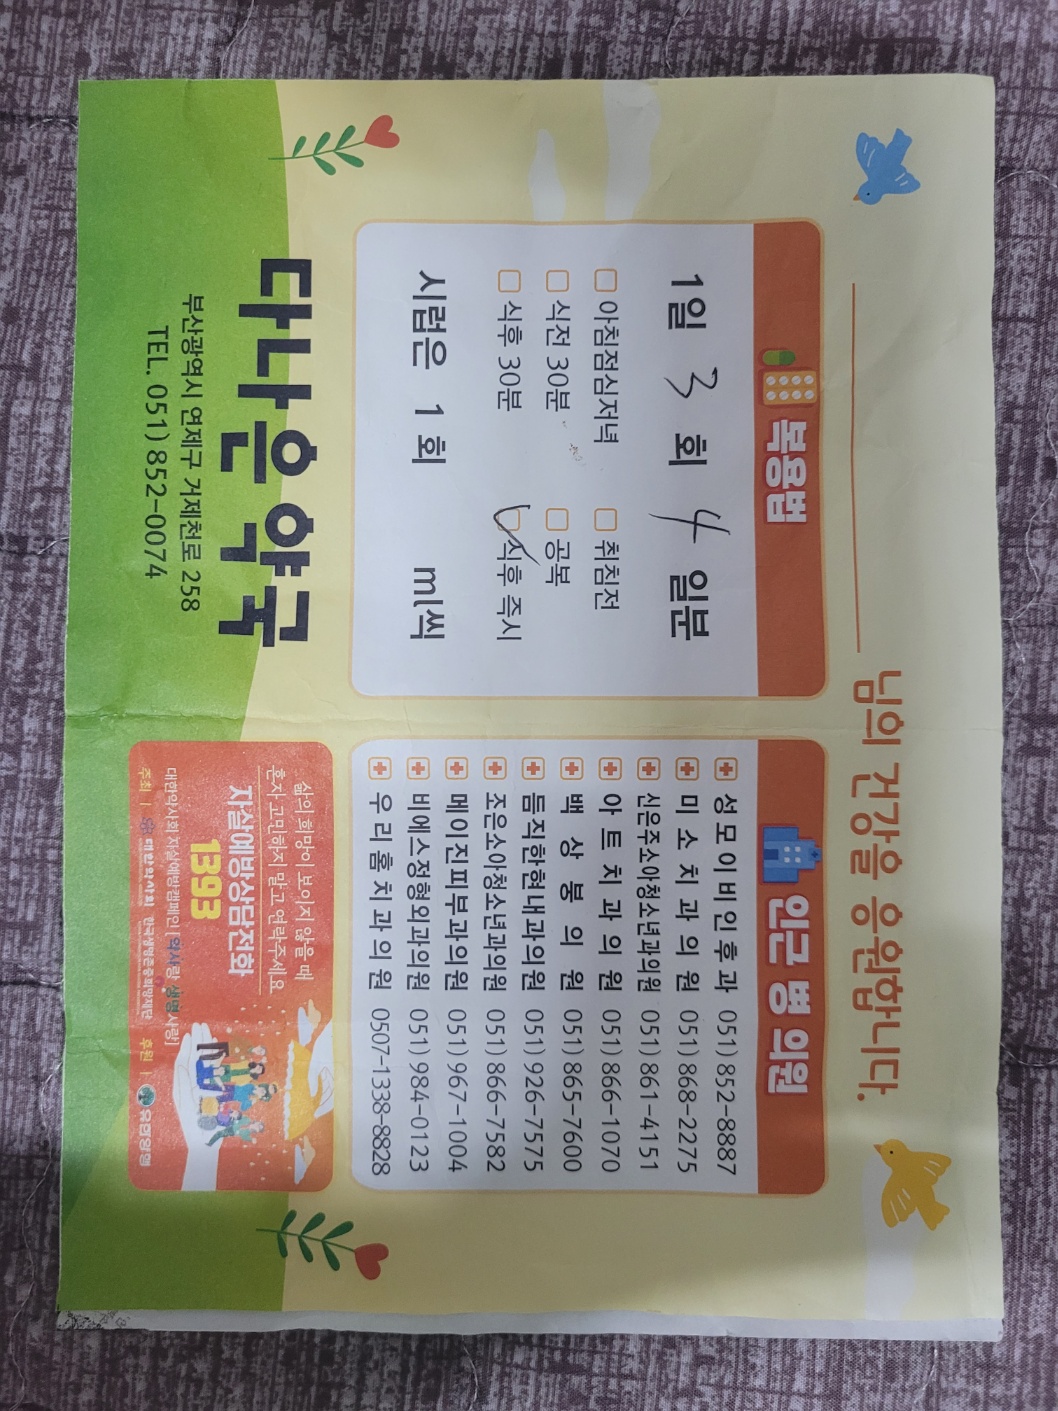 님의 건강을 응원합니다.
복용법
1일 3 회 4 일분
아침점심저녁 취침전
식전 30분 공복
식후 30분 식후 즉시
시럽은 1 회 ml씩
다나은약국
부산광역시 연제구 거제천로 258
TEL. 051) 852-0074
인근 병 의원
성모이비인후과 051) 852-8887
미소치과의원 051) 868-2275
신은주소아청소년과의원 051) 861-4151
아트치과의원 051) 866-1070
백상봉의원 051) 865-7600
듬직한현내과의원 051) 926-7575
조은소아청소년과의원 051) 866-7582
메이진피부과의원 051) 967-1004
비에스정형외과의원 051) 984-0123
우리홈치과의원 0507-1338-8828
삶의 희망이 보이지 않을 때
혼자 고민하지 말고 연락주세요
자살예방상담전화
1393
대한약사회 자살예방캠페인 [약사랑 생명사랑]
주최 | 대한약사회 한국생명존중희망재단 후원 | 유한양행